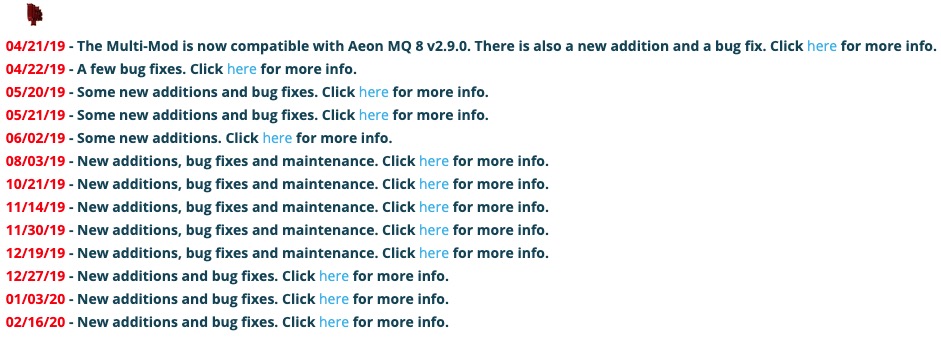 04/21/19 - The Multi-Mod is now compatible with Aeon MQ 8 v2.9.0. There is also a new addition and a bug fix. Click here for more info.
04/22/19 - A few bug fixes. Click here for more info.
05/20/19 - Some new additions and bug fixes. Click here for more info.
05/21/19 - Some new additions and bug fixes. Click here for more info.
06/02/19 - Some new additions. Click here for more info.
08/03/19 - New additions, bug fixes and maintenance. Click here for more info.
10/21/19 - New additions, bug fixes and maintenance. Click here for more info.
11/14/19 - New additions, bug fixes and maintenance. Click here for more info.
11/30/19 - New additions, bug fixes and maintenance. Click here for more info.
12/19/19 - New additions, bug fixes and maintenance. Click here for more info.
12/27/19 - New additions and bug fixes. Click here for more info.
01/03/20 - New additions and bug fixes. Click here for more info.
02/16/20 - New additions and bug fixes. Click here for more info.